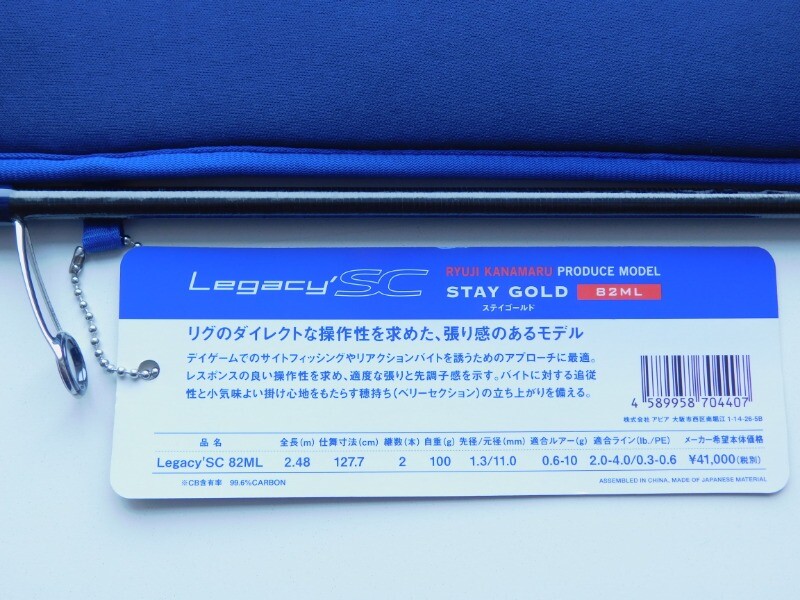 Legacy'SC
RYUJI KANAMARU PRODUCE MODEL
STAY GOLD 82ML
ステイゴールド
リグのダイレクトな操作性を求めた、張り感のあるモデル
デイゲームでのサイトフィッシングやリアクションバイトを誘うためのアプローチに最適。
レスポンスの良い操作性を求め、適度な張りと先調子感を示す。バイトに対する追従
性と小気味よい掛け心地をもたらす穂持ち(ベリーセクション)の立ち上がりを備える。
4 589958 704407
株式会社 アピア 大阪市西区南堀江 1-14-26-5B
品 名 全長(m) 仕舞寸法(cm) 継数(本) 自重(g) 先径/元径(mm) 適合ルアー(g) 適合ライン(lb./PE) メーカー希望本体価格
Legacy'SC 82ML 2.48 127.7 2 100 1.3/11.0 0.6-10 2.0-4.0/0.3-0.6 ¥41,000(税別)
※CB含有率 99.6%CARBON
ASSEMBLED IN CHINA, MADE OF JAPANESE MATERIAL